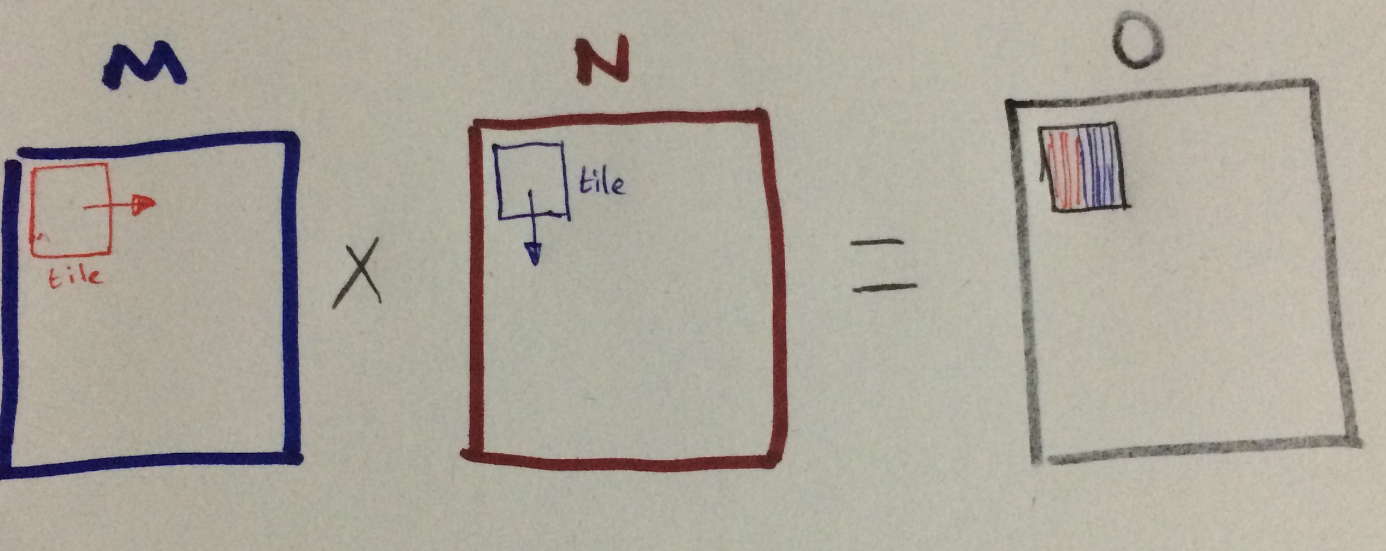 M N O
tile
tile
X =